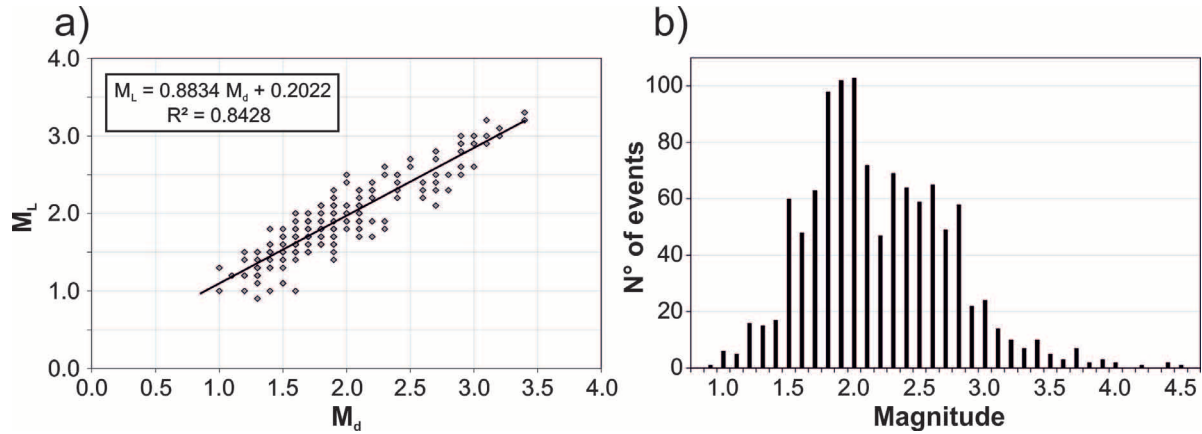 a)
4.0
3.0
2.0
1.0
0.0
M_L
M_L = 0.8834 M_d + 0.2022
R² = 0.8428
0.0 0.5 1.0 1.5 2.0 2.5 3.0 3.5 4.0
M_d
b)
100
80
60
40
20
0
N° of events
1.0 1.5 2.0 2.5 3.0 3.5 4.0 4.5
Magnitude